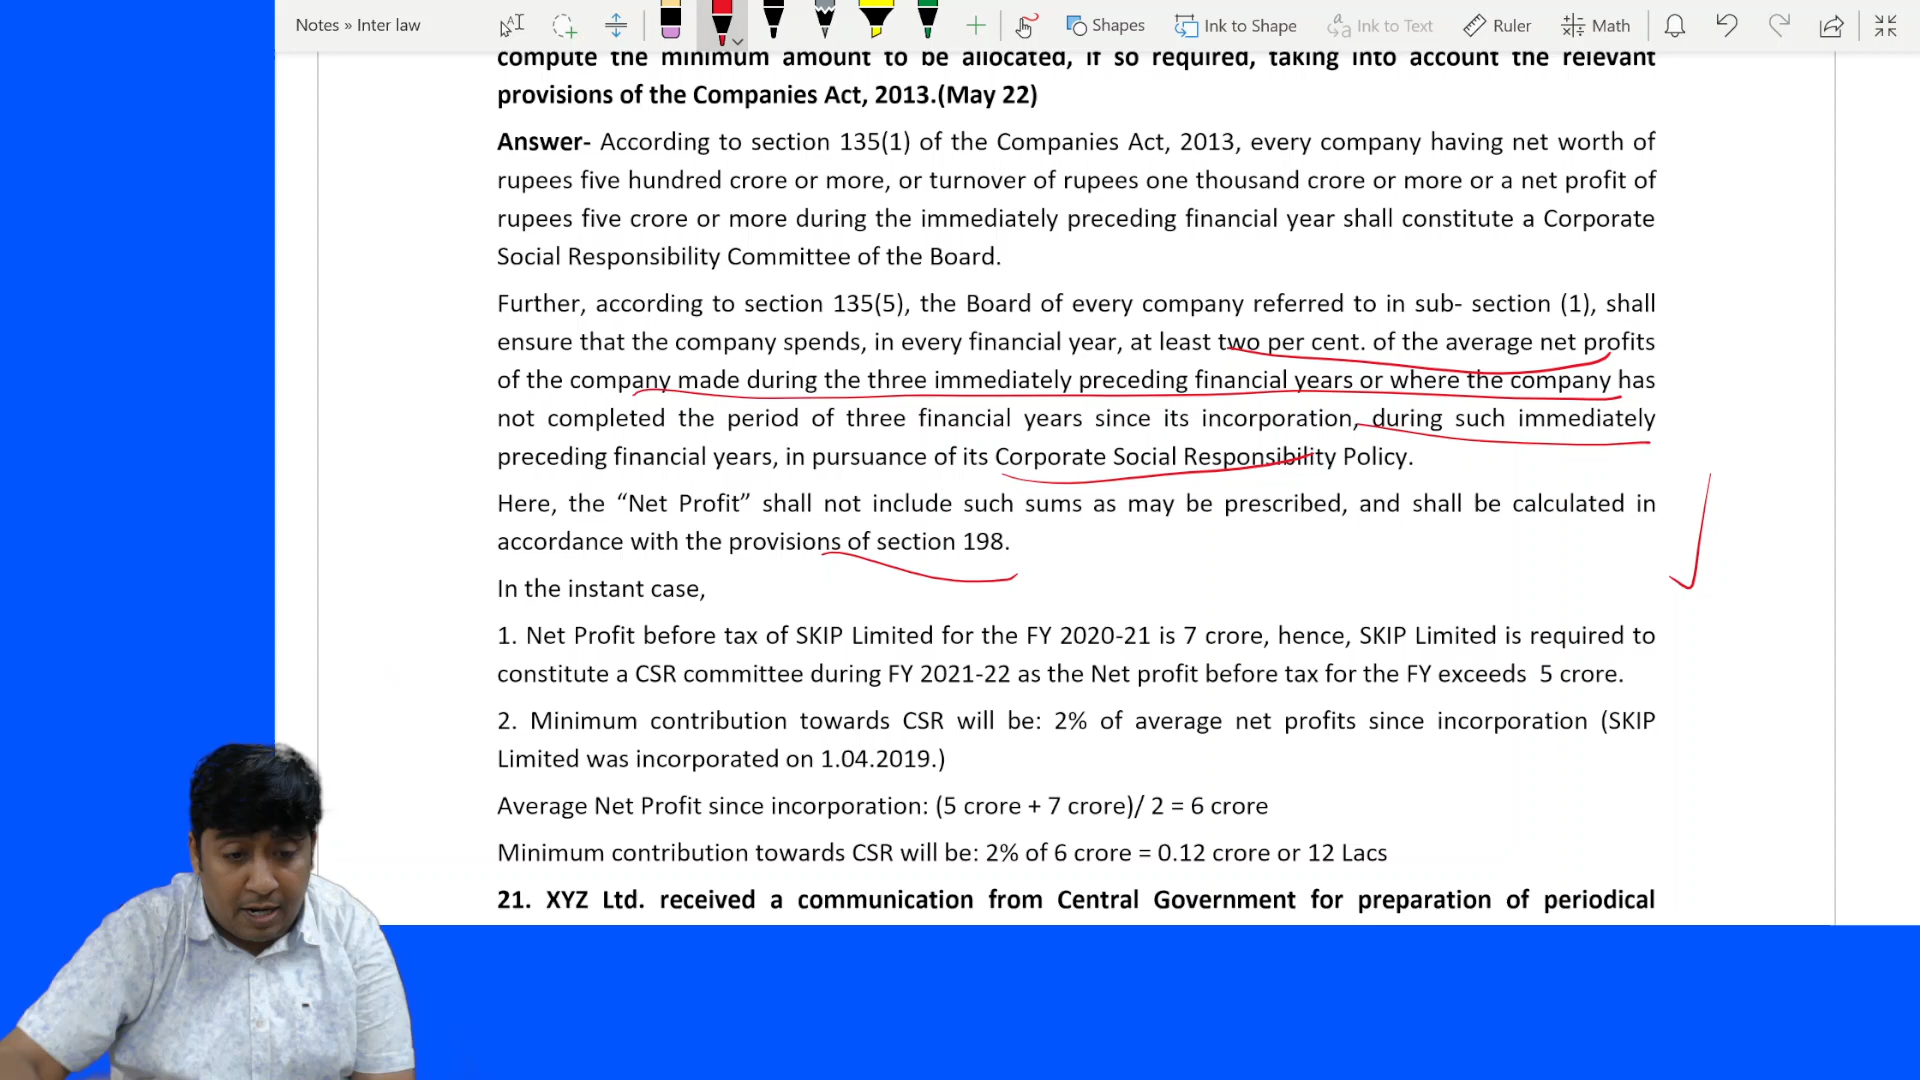 Notes » Inter law
Shapes
Ink to Shape
Ink to Text
Ruler
Math
compute the minimum amount to be allocated, if so required, taking into account the relevant
provisions of the Companies Act, 2013.(May 22)
Answer- According to section 135(1) of the Companies Act, 2013, every company having net worth of
rupees five hundred crore or more, or turnover of rupees one thousand crore or more or a net profit of
rupees five crore or more during the immediately preceding financial year shall constitute a Corporate
Social Responsibility Committee of the Board.
Further, according to section 135(5), the Board of every company referred to in sub- section (1), shall
ensure that the company spends, in every financial year, at least two per cent. of the average net profits
of the company made during the three immediately preceding financial years or where the company has
not completed the period of three financial years since its incorporation, during such immediately
preceding financial years, in pursuance of its Corporate Social Responsibility Policy.
Here, the “Net Profit” shall not include such sums as may be prescribed, and shall be calculated in
accordance with the provisions of section 198.
In the instant case,
1. Net Profit before tax of SKIP Limited for the FY 2020-21 is 7 crore, hence, SKIP Limited is required to
constitute a CSR committee during FY 2021-22 as the Net profit before tax for the FY exceeds 5 crore.
2. Minimum contribution towards CSR will be: 2% of average net profits since incorporation (SKIP
Limited was incorporated on 1.04.2019.)
Average Net Profit since incorporation: (5 crore + 7 crore)/ 2 = 6 crore
Minimum contribution towards CSR will be: 2% of 6 crore = 0.12 crore or 12 Lacs
21. XYZ Ltd. received a communication from Central Government for preparation of periodical